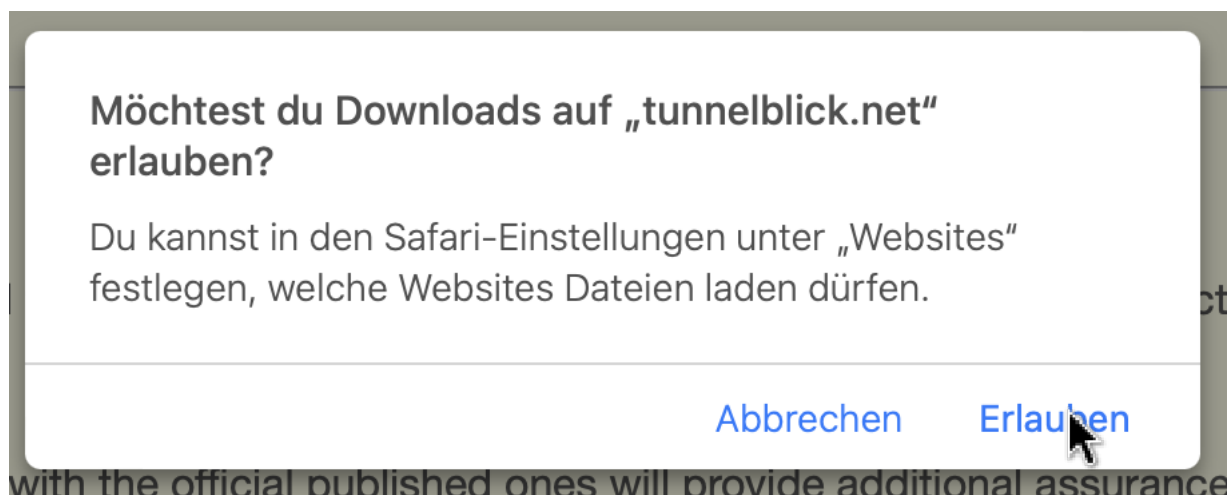 Möchtest du Downloads auf „tunnelblick.net“
erlauben?
Du kannst in den Safari-Einstellungen unter „Websites“
festlegen, welche Websites Dateien laden dürfen.
Abbrechen
Erlauben
with the official published ones will provide additional assurance